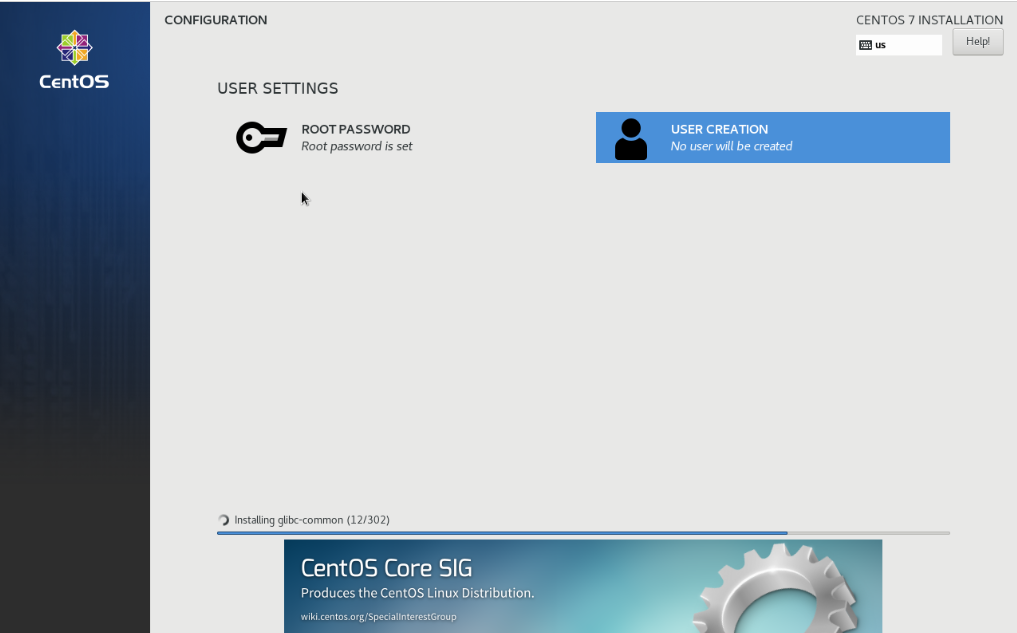 CONFIGURATION
CENTOS 7 INSTALLATION
us
Help!
CentOS
USER SETTINGS
ROOT PASSWORD
Root password is set
USER CREATION
No user will be created
Installing glibc-common (12/302)
CentOS Core SIG
Produces the CentOS Linux Distribution.
wiki.centos.org/SpecialInterestGroup